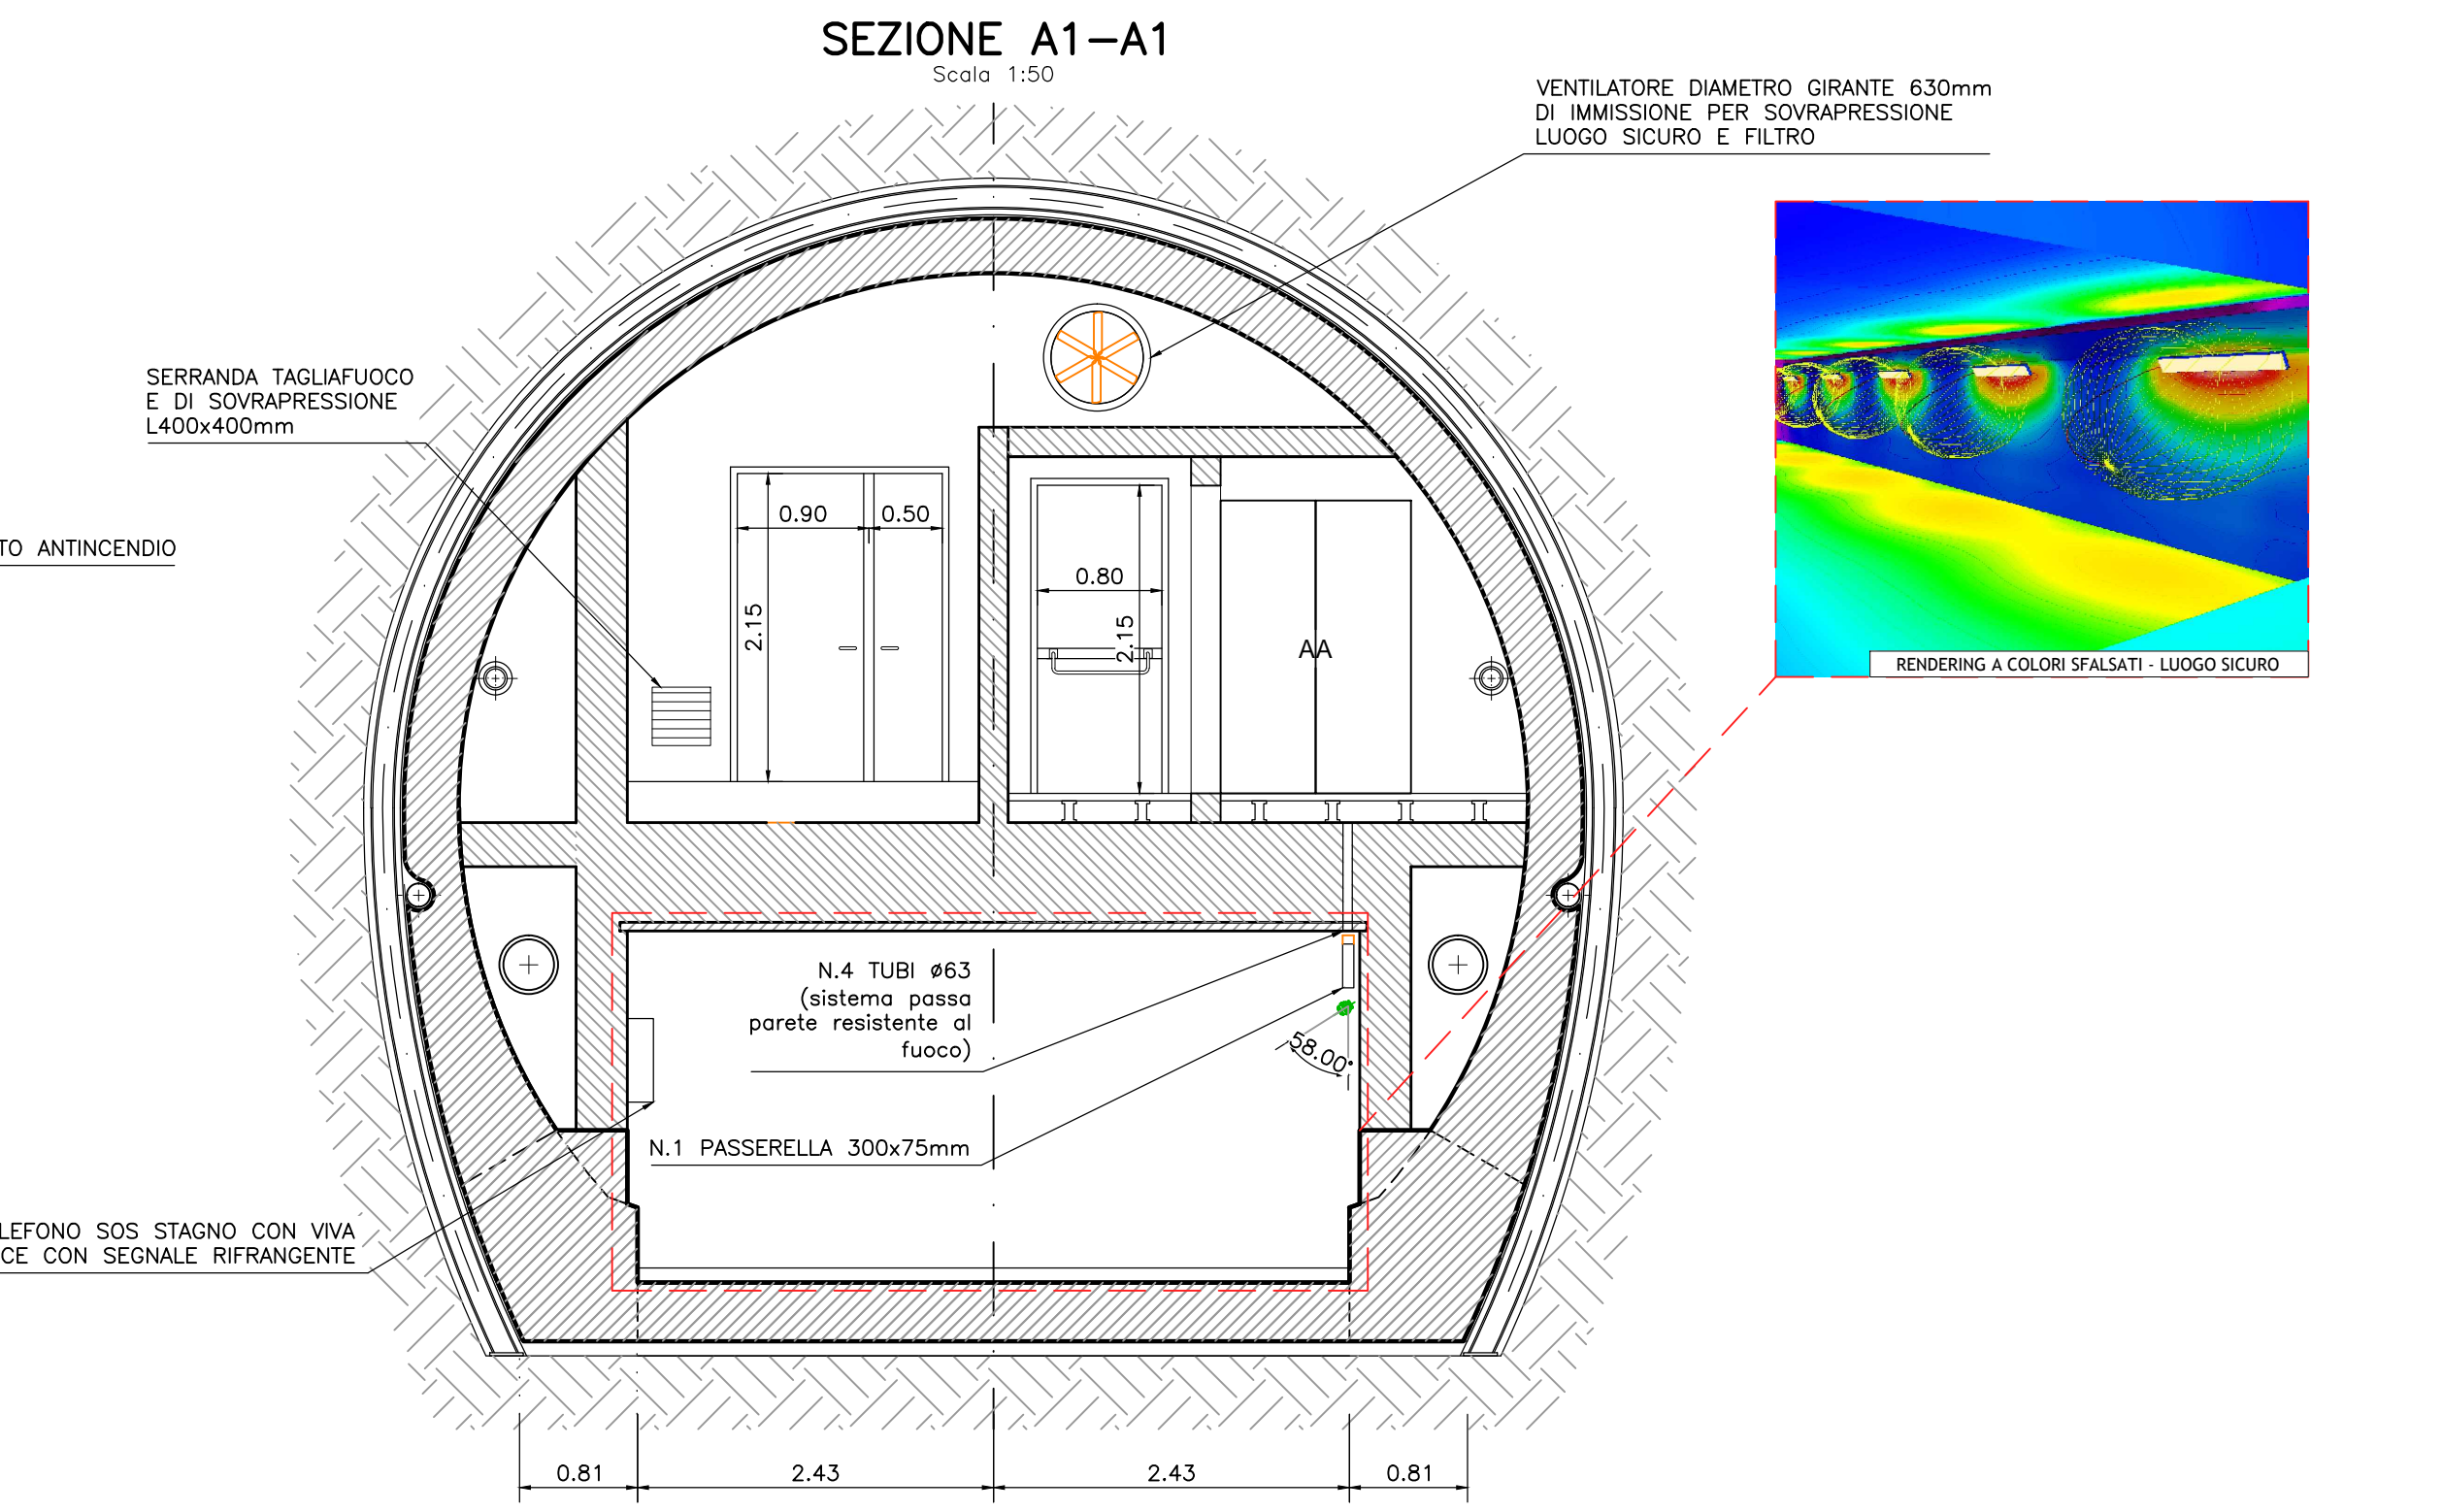 SEZIONE A1-A1
Scala 1:50
VENTILATORE DIAMETRO GIRANTE 630mm
DI IMMISSIONE PER SOVRAPRESSIONE
LUOGO SICURO E FILTRO
SERRANDA TAGLIAFUOCO
E DI SOVRAPRESSIONE
L400x400mm
TO ANTINCENDIO
0.90
0.50
2.15
0.80
2.15
AA
RENDERING A COLORI SFALSATI - LUOGO SICURO
N.4 TUBI ø63
(sistema passa
parete resistente al
fuoco)
58.00°
N.1 PASSERELLA 300x75mm
LEFONO SOS STAGNO CON VIVA
CE CON SEGNALE RIFRANGENTE
0.81
2.43
2.43
0.81